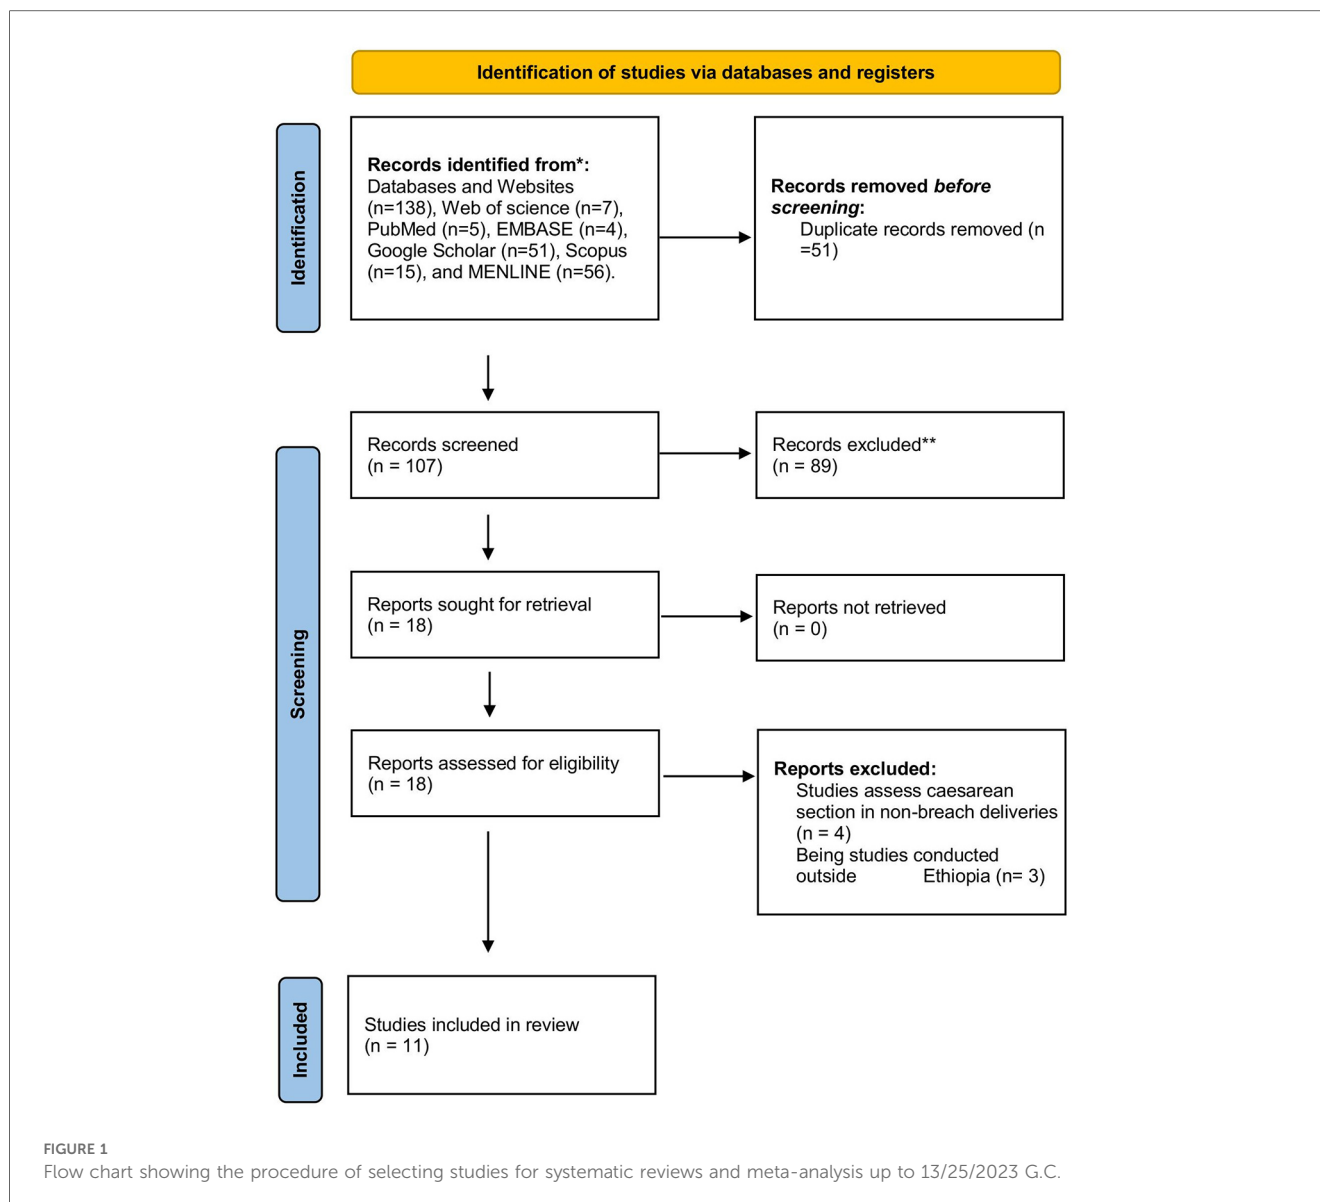 Identification of studies via databases and registers
Identification
Records identified from*:
Databases and Websites
(n=138), Web of science (n=7),
PubMed (n=5), EMBASE (n=4),
Google Scholar (n=51), Scopus
(n=15), and MENLINE (n=56).
Records removed before
screening:
Duplicate records removed (n
=51)
Screening
Records screened
(n = 107)
Records excluded**
(n = 89)
Reports sought for retrieval
(n = 18)
Reports not retrieved
(n = 0)
Reports assessed for eligibility
(n = 18)
Reports excluded:
Studies assess caesarean
section in non-breach deliveries
(n = 4)
Being studies conducted
outside Ethiopia (n= 3)
Included
Studies included in review
(n = 11)
FIGURE 1
Flow chart showing the procedure of selecting studies for systematic reviews and meta-analysis up to 13/25/2023 G.C.